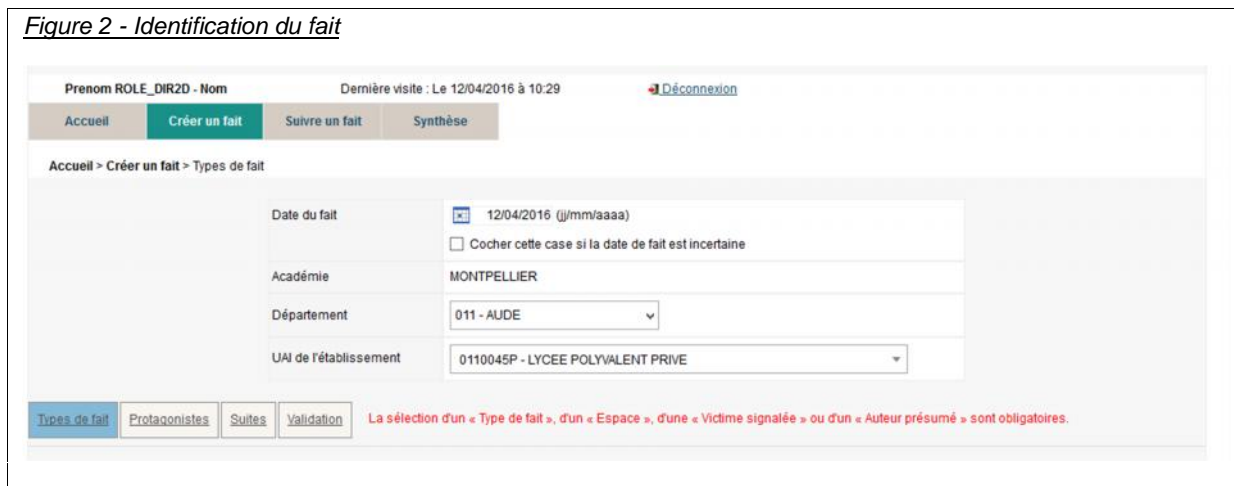 Figure 2 - Identification du fait
Prenom ROLE_DIR2D - Nom Dernière visite : Le 12/04/2016 à 10:29 Déconnexion
Accueil Créer un fait Suivre un fait Synthèse
Accueil > Créer un fait > Types de fait
Date du fait 12/04/2016 (jj/mm/aaaa)
Cocher cette case si la date de fait est incertaine
Académie MONTPELLIER
Département 011 - AUDE
UAI de l'établissement 0110045P - LYCEE POLYVALENT PRIVE
Types de fait Protagonistes Suites Validation La sélection d'un « Type de fait », d'un « Espace », d'une « Victime signalée » ou d'un « Auteur présumé » sont obligatoires.